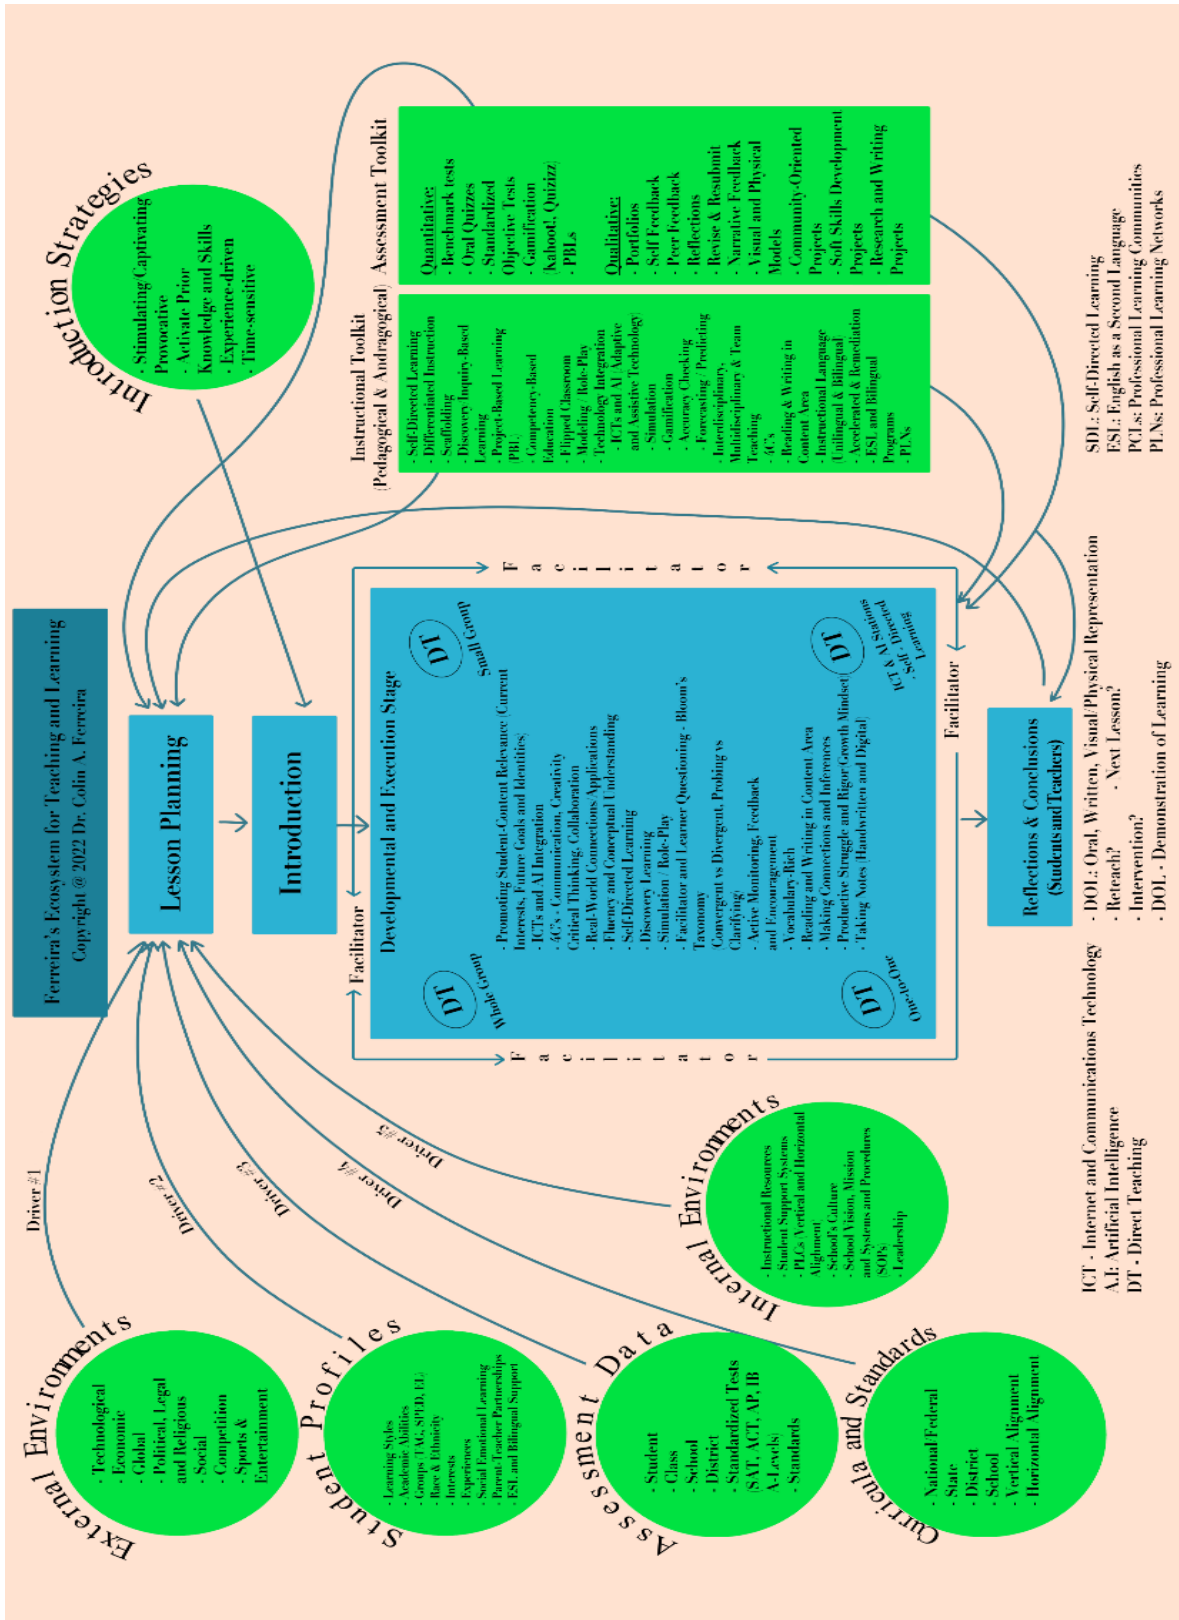 Ferreira's Ecosystem for Teaching and Learning
Copyright @ 2022 Dr. Colin A. Ferreira
External Environments
- Technological
- Economic
- Global
- Political, Legal
and Religious
- Social
- Competition
- Sports &
Entertainment
Driver #1
Student Profiles
- Learning Styles
- Academic Abilities
- Groups (TAG, SPED, EL)
- Race & Ethnicity
- Interests
- Experiences
- Social Emotional Learning
- Parent-Teacher Partnerships
- ESL and Bilingual Support
Driver #2
Assessment Data
- Student
- Class
- School
- District
- Standardized Tests
(SAT, ACT, AP, IB
A-Levels)
- Standards
Driver #3
Curricula and Standards
- National/Federal
- State
- District
- School
- Vertical Alignment
- Horizontal Alignment
Driver #4
Internal Environments
- Instructional Resources
- Student Support Systems
- PLCs (Vertical and Horizontal
Alighment)
- School's Culture
- School Vision, Mission
and Systems and Procedures
(SOPs)
- Leadership
Driver #5
Lesson Planning
Introduction
Introduction Strategies
- Stimulating/Captivating
Provocative
- Activate Prior
Knowledge and Skills
- Experience-driven
- Time-sensitive
Facilitator
Facilitator
Facilitator
Facilitator
Developmental and Execution Stage
DT
Whole Group
DT
Small Group
- Promoting Student-Content Relevance (Current
Interests, Future Goals and Identities)
- ICTs and AI Integration
- 4C's - Communication, Creativity
Critical Thinking, Collaboration
- Real-World Connections/Applications
- Fluency and Conceptual Understanding
- Self-Directed Learning
- Discovery Learning
- Simulation / Role-Play
- Facilitator and Learner Questioning - Bloom's
Taxonomy
(Convergent vs Divergent, Probing vs
Clarifying)
- Active Monitoring, Feedback
and Encouragement
- Vocabulary-Rich
- Reading and Writing in Content Area
- Making Connections and Inferences
- Productive Struggle and Rigor(Growth Mindset)
- Taking Notes (Handwritten and Digital)
DT
One-to-One
DT
ICT & AI Stations
- Self - Directed
Learning
Instructional Toolkit
(Pedagogical & Andragogical)
- Self-Directed Learning
- Differentiated Instruction
- Scaffolding
- Discovery/Inquiry-Based
Learning
- Project-Based Learning
(PBL)
- Competency-Based
Education
- Flipped Classroom
- Modeling / Role-Play
- Technology Integration
- ICTs and AI (Adaptive
and Assistive Technology)
- Simulation
- Gamification
- Accuracy Checking
- Forecasting / Predicting
- Interdisciplinary,
Multidisciplinary & Team
Teaching
- 4C's
- Reading & Writing in
Content Area
- Instructional Language
(Unilingual & Bilingual)
- Accelerated & Remediation
- ESL and Bilingual
Programs
- PLNs
Assessment Toolkit
Quantitative:
- Benchmark tests
- Oral Quizzes
- Standardized
Objective Tests
- Gamification
(Kahoot!, Quizizz)
- PBLs
Qualitative:
- Portfolios
- Self Feedback
- Peer Feedback
- Reflections
- Revise & Resubmit
- Narrative Feedback
- Visual and Physical
Models
- Community-Oriented
Projects
- Soft Skills Development
Projects
- Research and Writing
Projects
Reflections & Conclusions
(Students and Teachers)
ICT - Internet and Communications Technology
A.I: Artificial Intelligence
DT - Direct Teaching
- DOL: Oral, Written, Visual/Physical Representation
- Reteach? - Next Lesson?
- Intervention?
- DOL - Demonstration of Learning
SDL: Self-Directed Learning
ESL: English as a Second Language
PCLs: Professional Learning Communities
PLNs: Professional Learning Networks